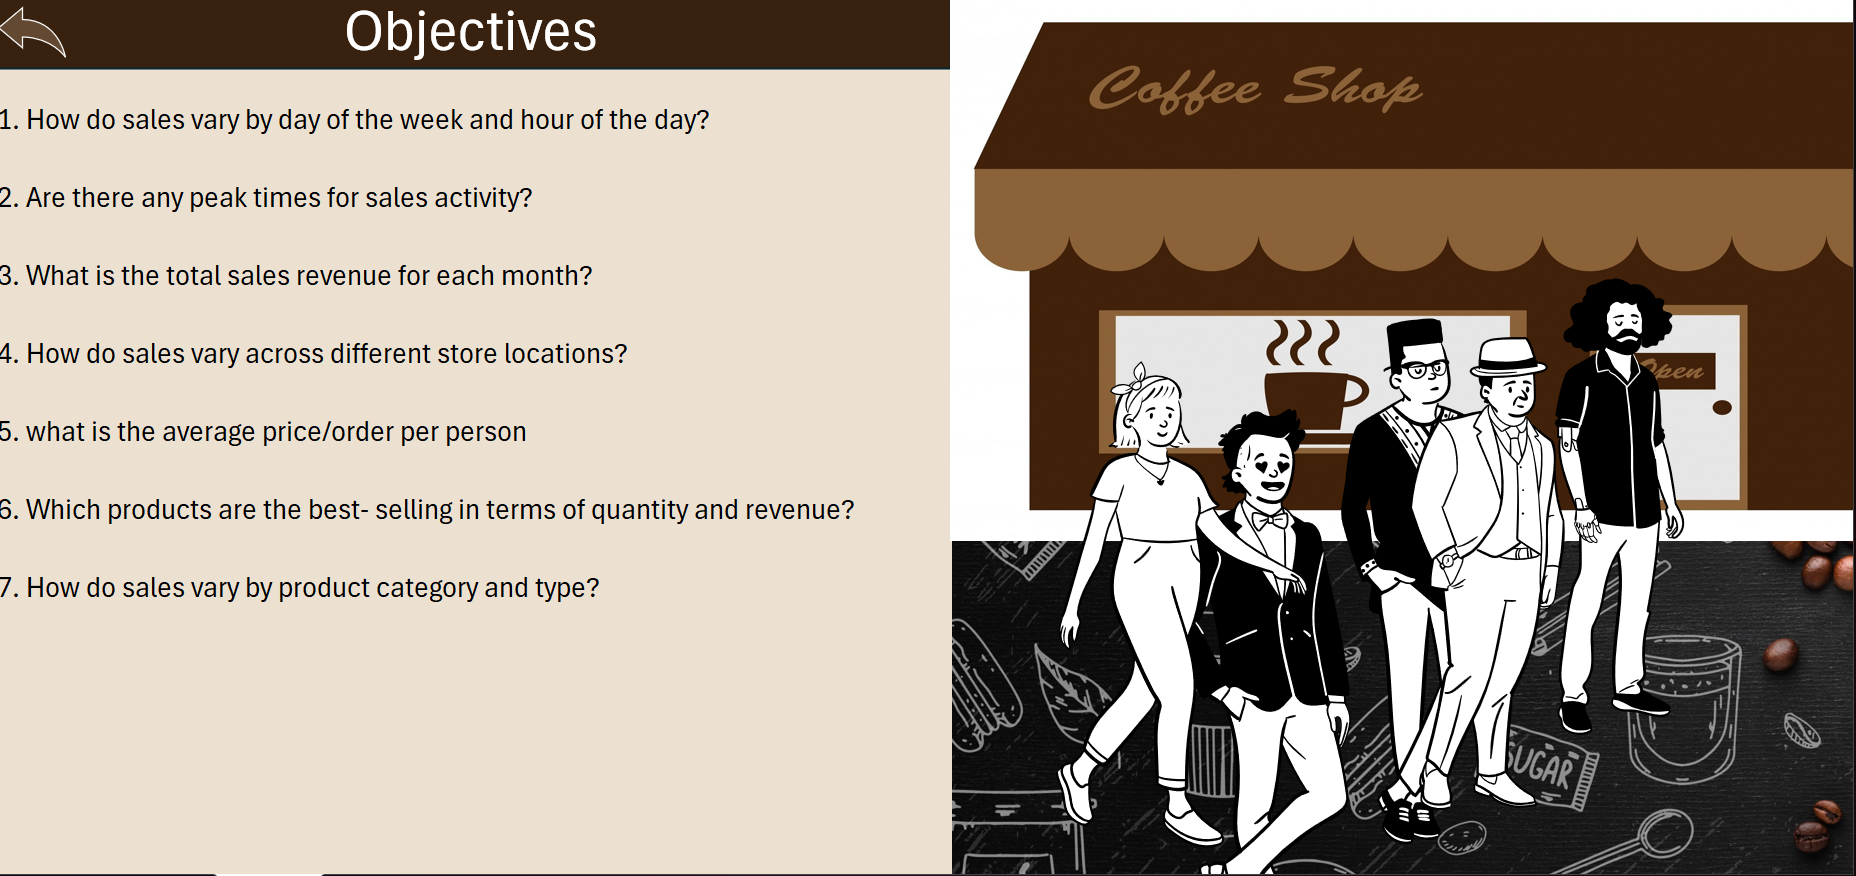 Objectives
1. How do sales vary by day of the week and hour of the day?
2. Are there any peak times for sales activity?
3. What is the total sales revenue for each month?
4. How do sales vary across different store locations?
5. what is the average price/order per person
6. Which products are the best- selling in terms of quantity and revenue?
7. How do sales vary by product category and type?
Coffee Shop
Open
SUGAR